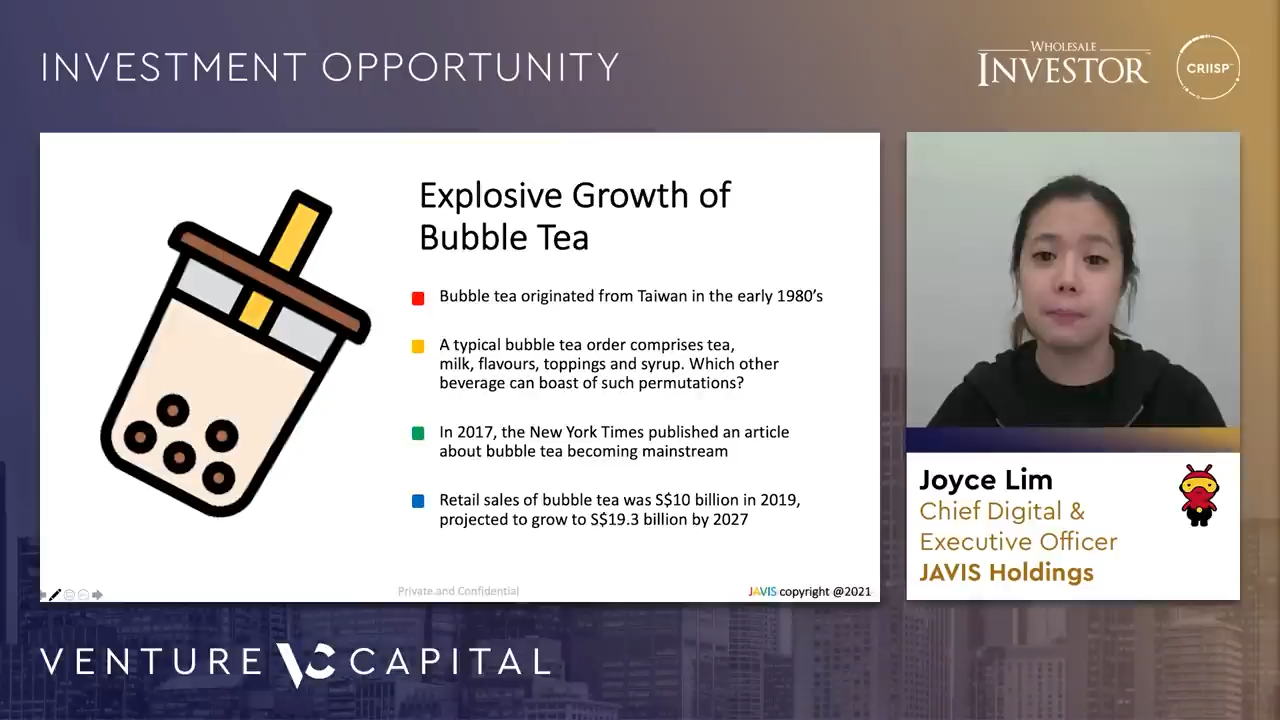 INVESTMENT OPPORTUNITY
WHOLESALE
INVESTOR
CRIISP™
Explosive Growth of
Bubble Tea
Bubble tea originated from Taiwan in the early 1980's
A typical bubble tea order comprises tea,
milk, flavours, toppings and syrup. Which other
beverage can boast of such permutations?
In 2017, the New York Times published an article
about bubble tea becoming mainstream
Retail sales of bubble tea was S$10 billion in 2019,
projected to grow to S$19.3 billion by 2027
Private and Confidential
JAVIS copyright @2021
Joyce Lim
Chief Digital &
Executive Officer
JAVIS Holdings
VENTURE VC CAPITAL